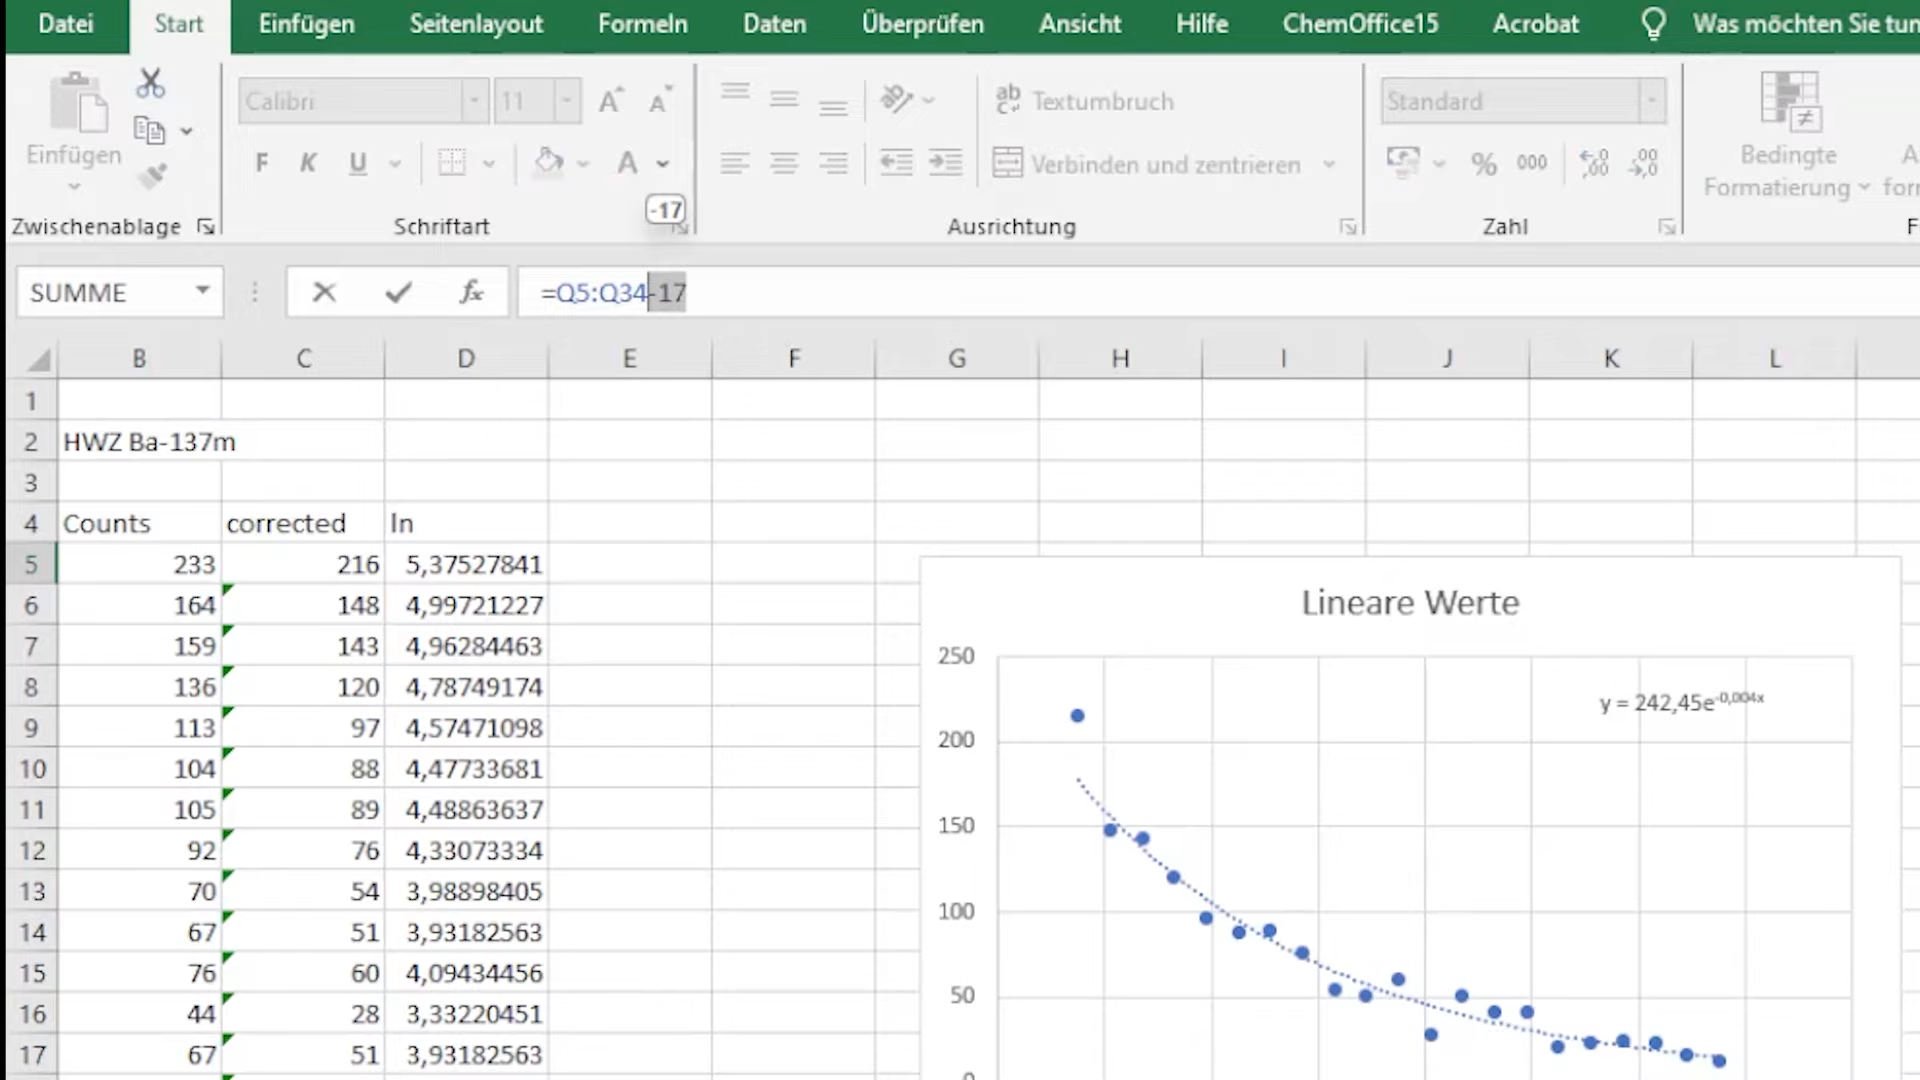 Datei Start Einfügen Seitenlayout Formeln Daten Überprüfen Ansicht Hilfe ChemOffice15 Acrobat Was möchten Sie tun
Calibri 11 A A ab Textumbruch Standard
Einfügen F K U A Verbinden und zentrieren % 000 Bedingte
Formatierung
-17
Zwischenablage Schriftart Ausrichtung Zahl
SUMME fx =Q5:Q34-17
B C D E F G H I J K L
1
2 HWZ Ba-137m
3
4 Counts corrected ln
5 233 216 5,37527841
6 164 148 4,99721227
7 159 143 4,96284463
8 136 120 4,78749174
9 113 97 4,57471098
10 104 88 4,47733681
11 105 89 4,48863637
12 92 76 4,33073334
13 70 54 3,98898405
14 67 51 3,93182563
15 76 60 4,09434456
16 44 28 3,33220451
17 67 51 3,93182563
Lineare Werte
y = 242,45e-0,004x
250
200
150
100
50
0